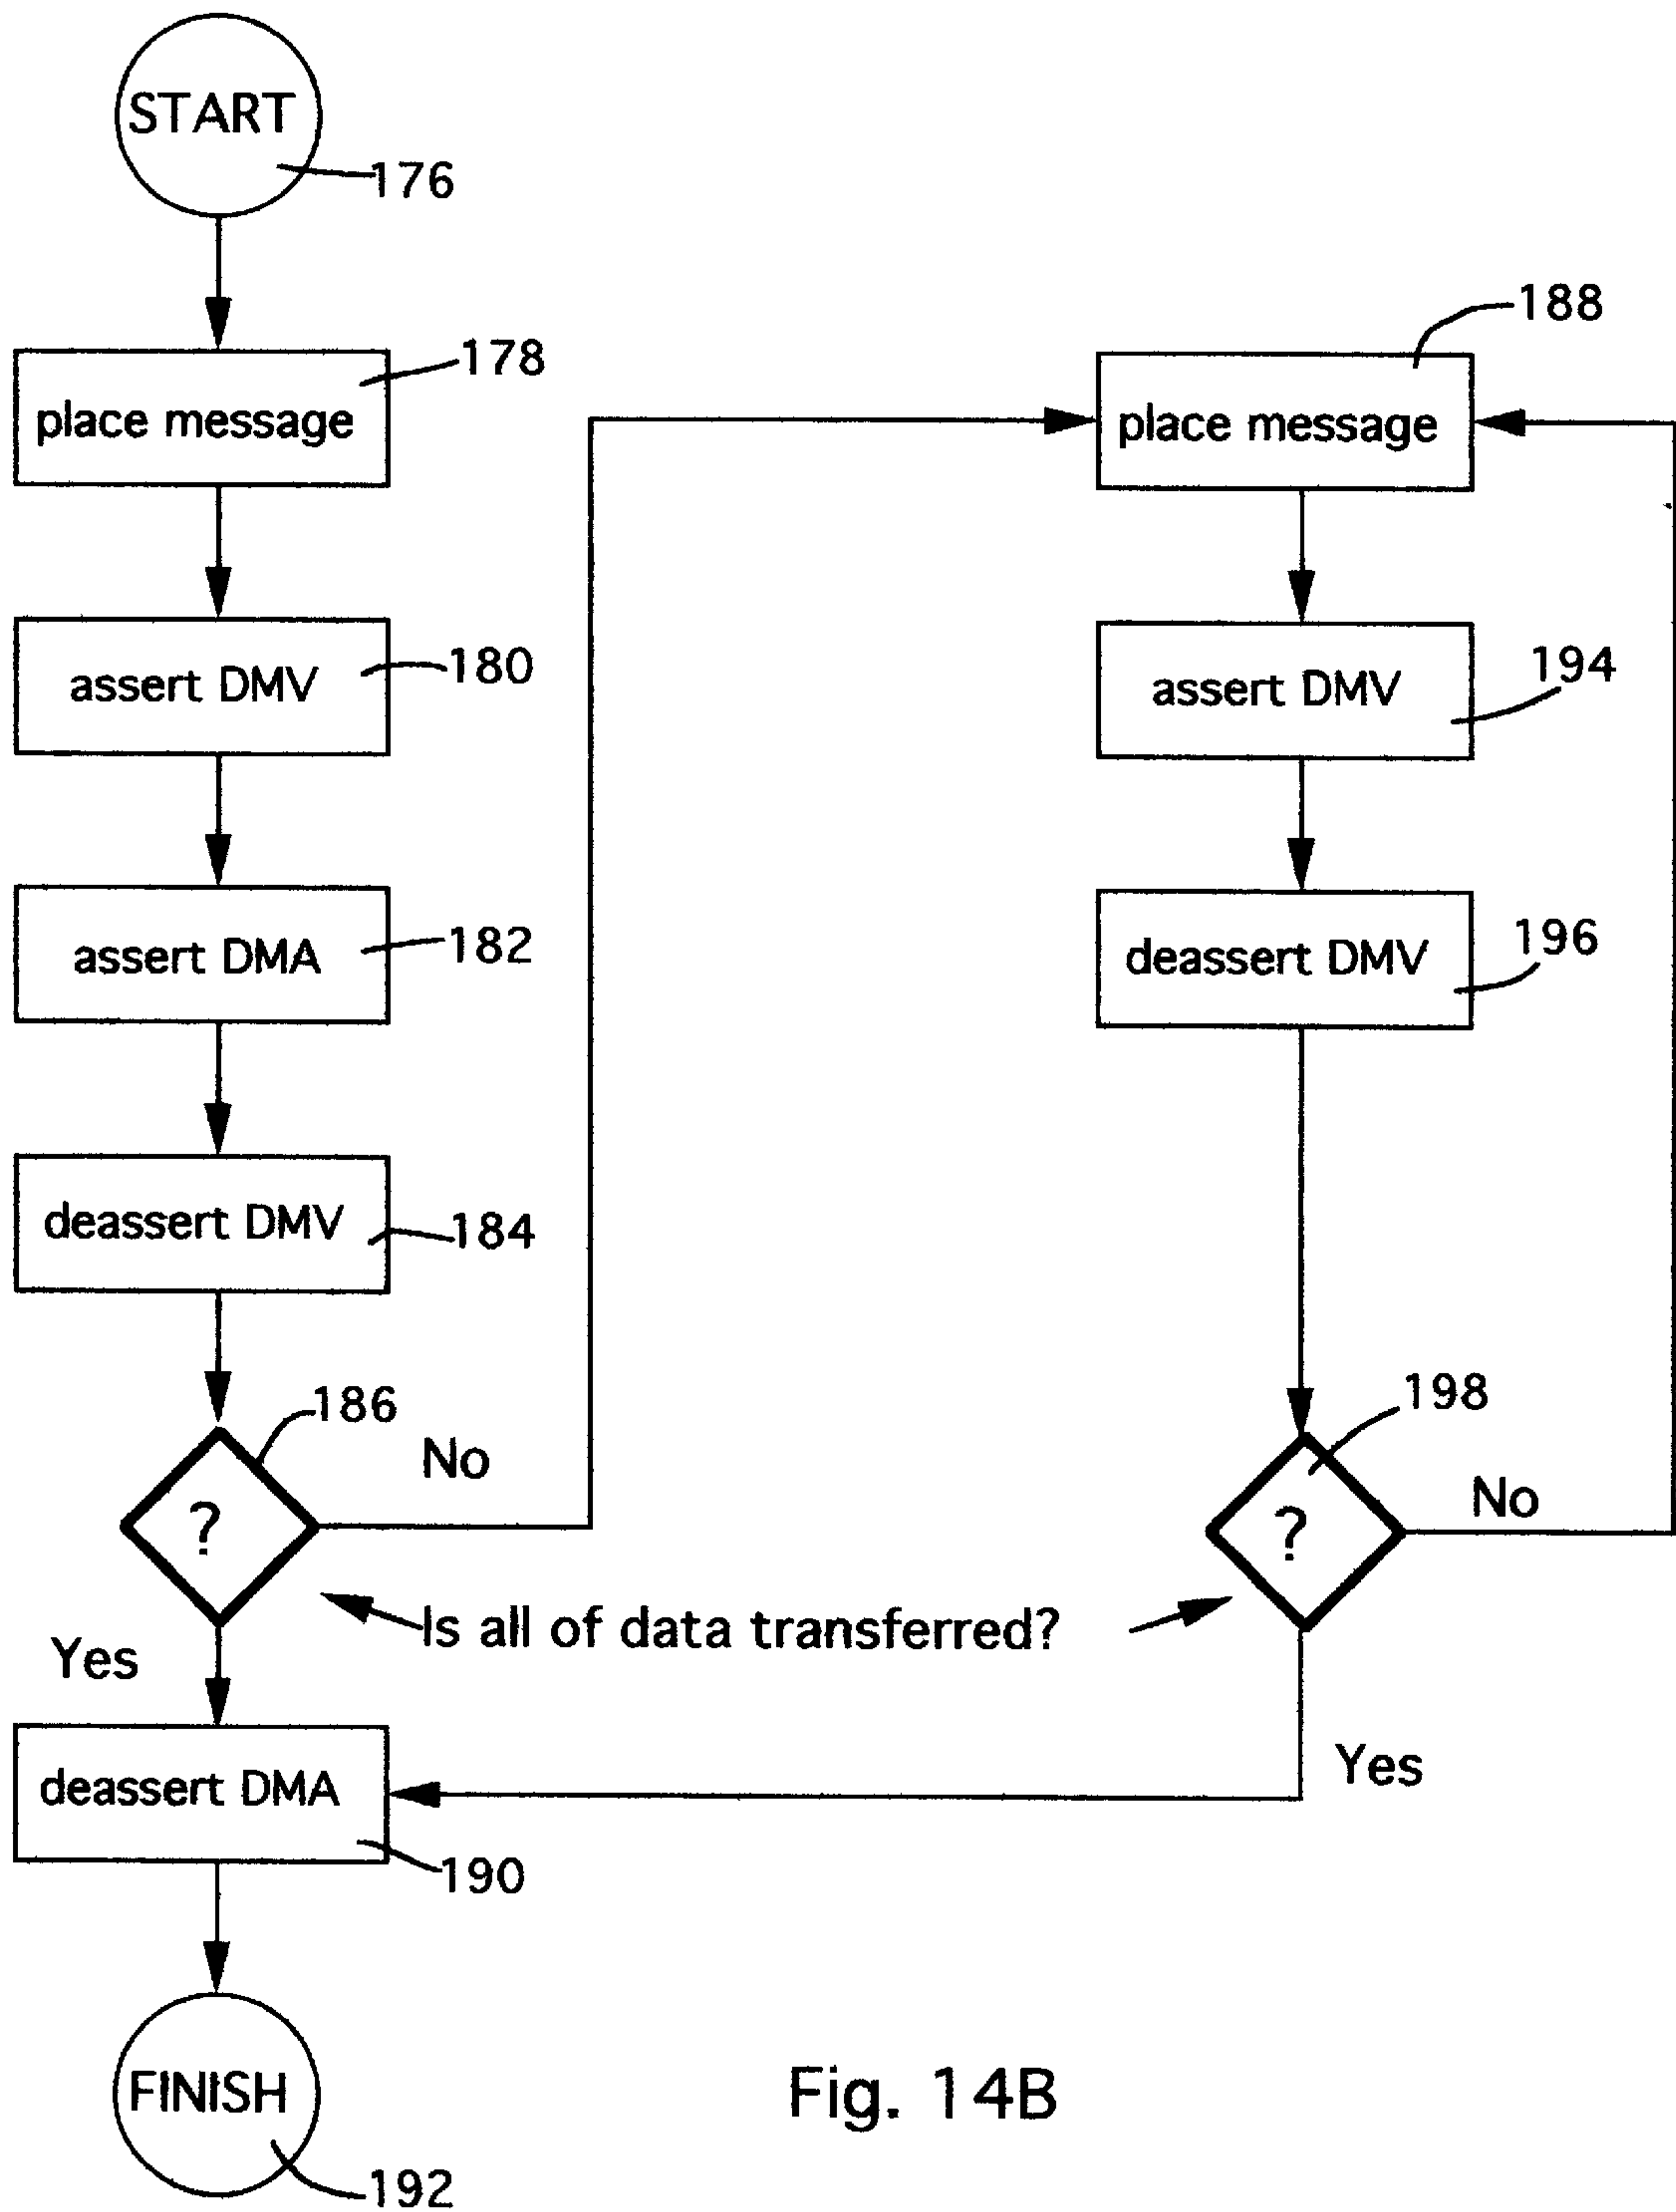 START
176
178
place message
180
assert DMV
182
assert DMA
deassert DMV
184
186
No
?
Yes
Is all of data transferred?
188
place message
194
assert DMV
196
deassert DMV
198
No
?
Yes
deassert DMA
190
FINISH
192
Fig. 14B